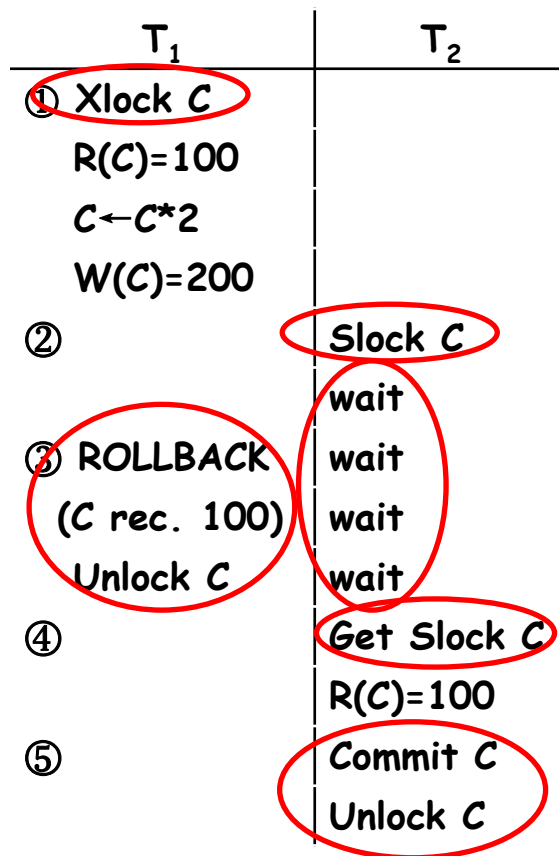 T₁ T₂
① Xlock C
R(C)=100
C←C*2
W(C)=200
② Slock C
wait
③ ROLLBACK wait
(C rec. 100) wait
Unlock C wait
④ Get Slock C
R(C)=100
⑤ Commit C
Unlock C